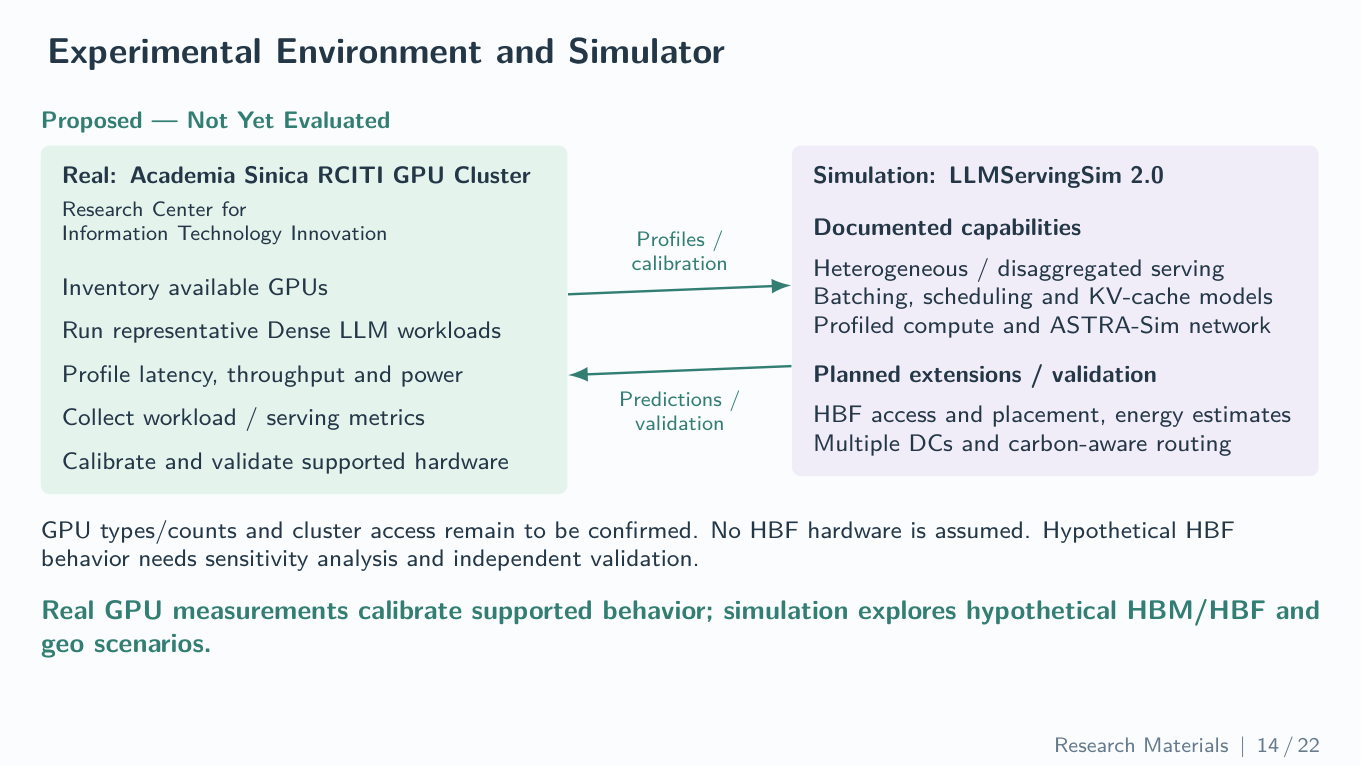 Experimental Environment and Simulator
Proposed — Not Yet Evaluated
Real: Academia Sinica RCITI GPU Cluster
Research Center for
Information Technology Innovation
Inventory available GPUs
Run representative Dense LLM workloads
Profile latency, throughput and power
Collect workload / serving metrics
Calibrate and validate supported hardware
Profiles /
calibration
Predictions /
validation
Simulation: LLMServingSim 2.0
Documented capabilities
Heterogeneous / disaggregated serving
Batching, scheduling and KV-cache models
Profiled compute and ASTRA-Sim network
Planned extensions / validation
HBF access and placement, energy estimates
Multiple DCs and carbon-aware routing
GPU types/counts and cluster access remain to be confirmed. No HBF hardware is assumed. Hypothetical HBF
behavior needs sensitivity analysis and independent validation.
Real GPU measurements calibrate supported behavior; simulation explores hypothetical HBM/HBF and
geo scenarios.
Research Materials | 14 / 22